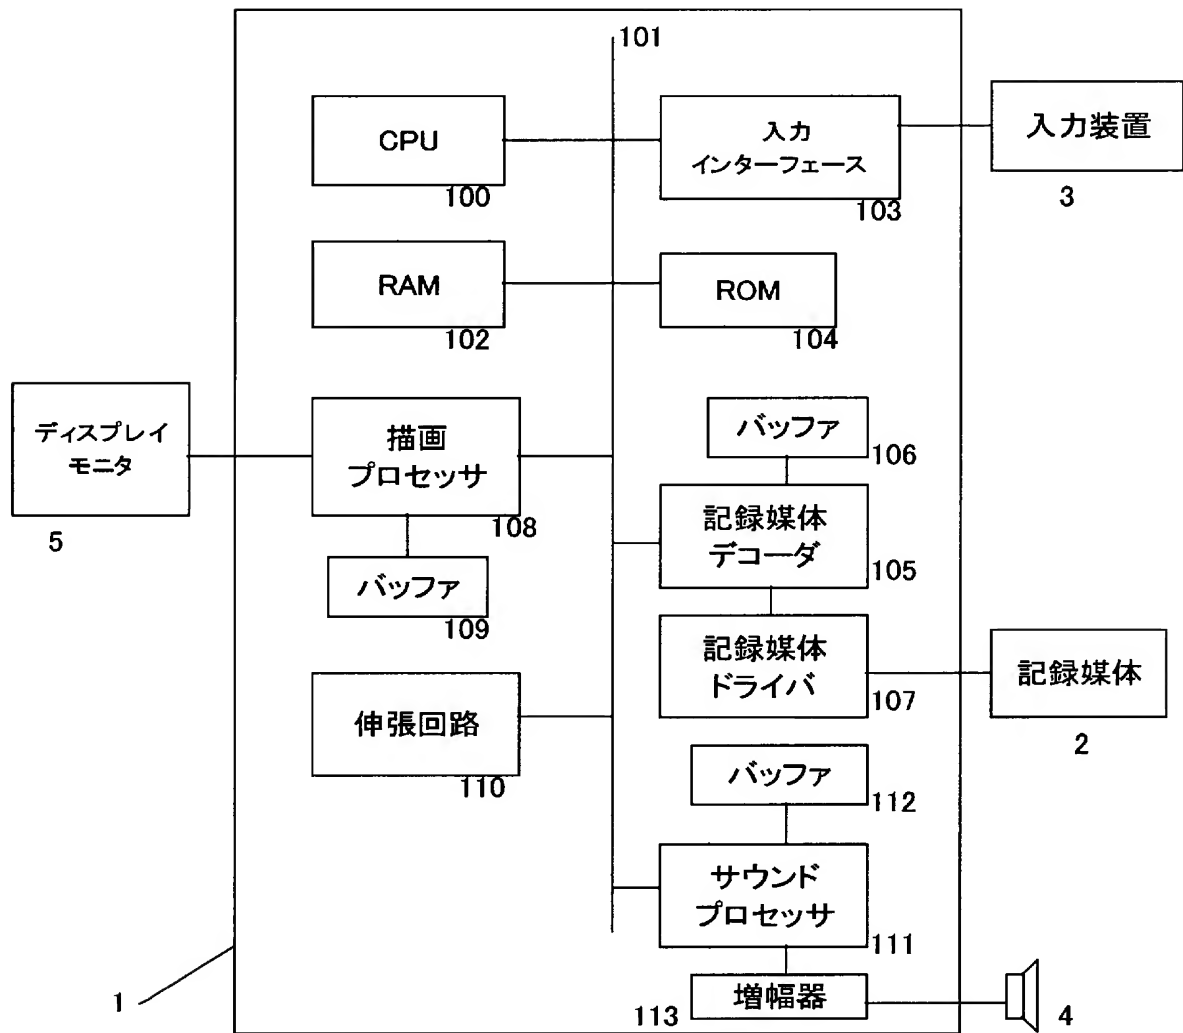 101
CPU
100
入力
インターフェース
103
入力装置
3
RAM
102
ROM
104
ディスプレイ
モニタ
5
描画
プロセッサ
108
バッファ
109
バッファ
106
記録媒体
デコーダ
105
記録媒体
ドライバ
107
記録媒体
2
伸張回路
110
バッファ
112
サウンド
プロセッサ
111
増幅器
113
4
1